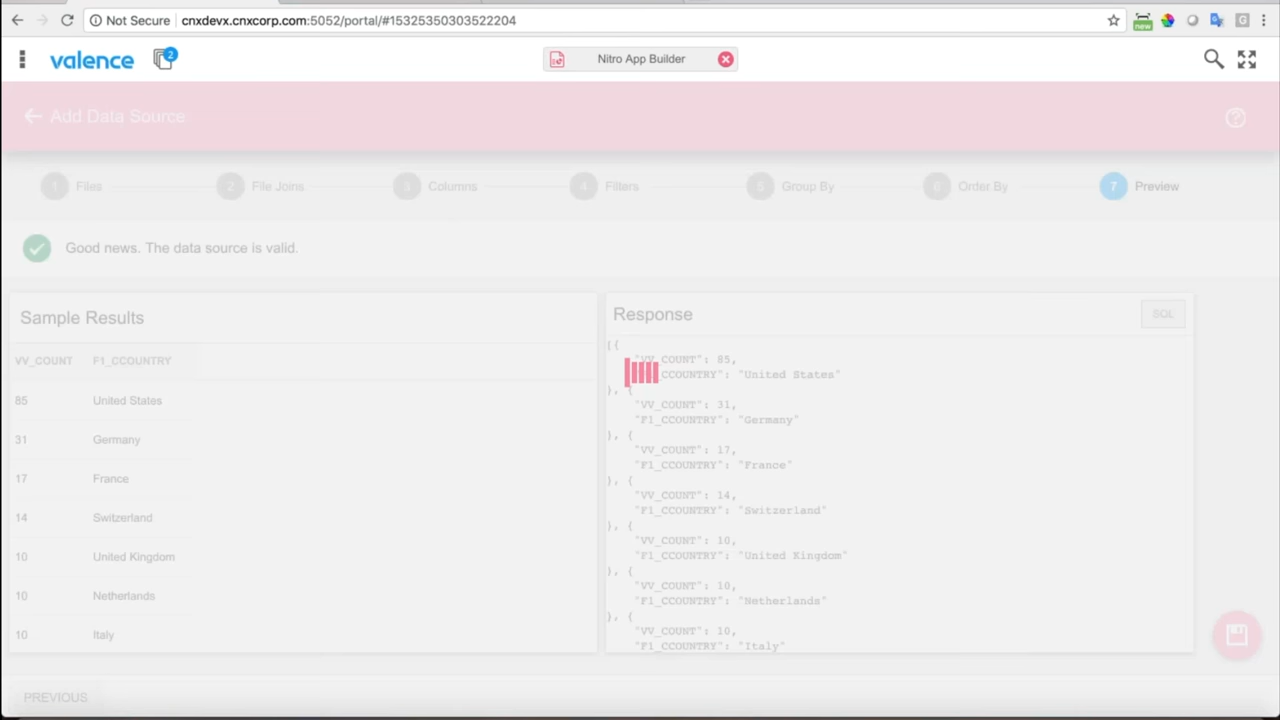 Not Secure cnxdevx.cnxcorp.com:5052/portal/#15325350303522204
new
G
valence 2 Nitro App Builder
Add Data Source
1 Files 2 File Joins 3 Columns 4 Filters 5 Group By 6 Order By 7 Preview
Good news. The data source is valid.
Sample Results
VV_COUNT F1_CCOUNTRY
85 United States
31 Germany
17 France
14 Switzerland
10 United Kingdom
10 Netherlands
10 Italy
Response SQL
[{
"VV_COUNT": 85,
CCOUNTRY": "United States"
}, {
"VV_COUNT": 31,
"F1_CCOUNTRY": "Germany"
}, {
"VV_COUNT": 17,
"F1_CCOUNTRY": "France"
}, {
"VV_COUNT": 14,
"F1_CCOUNTRY": "Switzerland"
}, {
"VV_COUNT": 10,
"F1_CCOUNTRY": "United Kingdom"
}, {
"VV_COUNT": 10,
"F1_CCOUNTRY": "Netherlands"
}, {
"VV_COUNT": 10,
"F1_CCOUNTRY": "Italy"
PREVIOUS